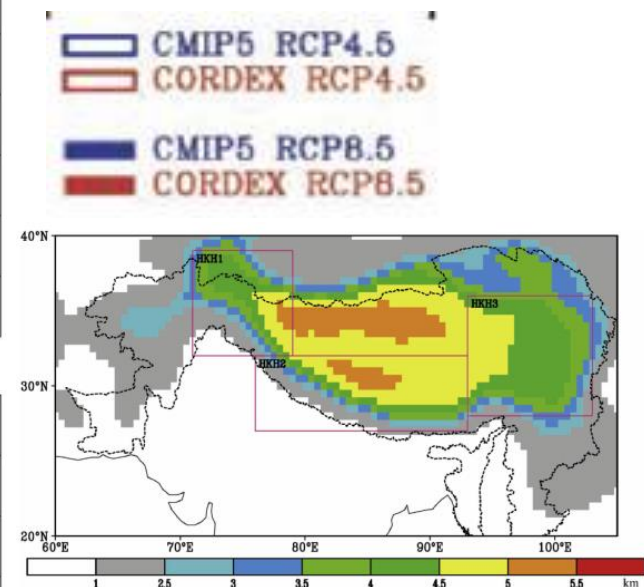 CMIP5 RCP4.5
CORDEX RCP4.5
CMIP5 RCP8.5
CORDEX RCP8.5
40°N
HKH1
HKH3
HKH2
30°N
20°N
60°E 70°E 80°E 90°E 100°E
1 2.5 3 3.5 4 4.5 5 5.5 km